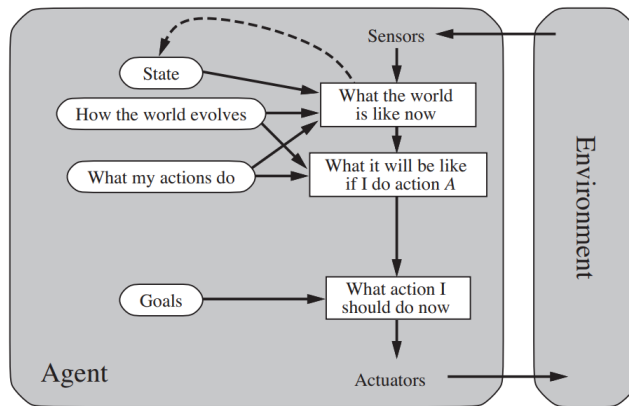 Sensors
State
What the world
is like now
How the world evolves
What my actions do
What it will be like
if I do action A
Goals
What action I
should do now
Agent
Actuators
Environment